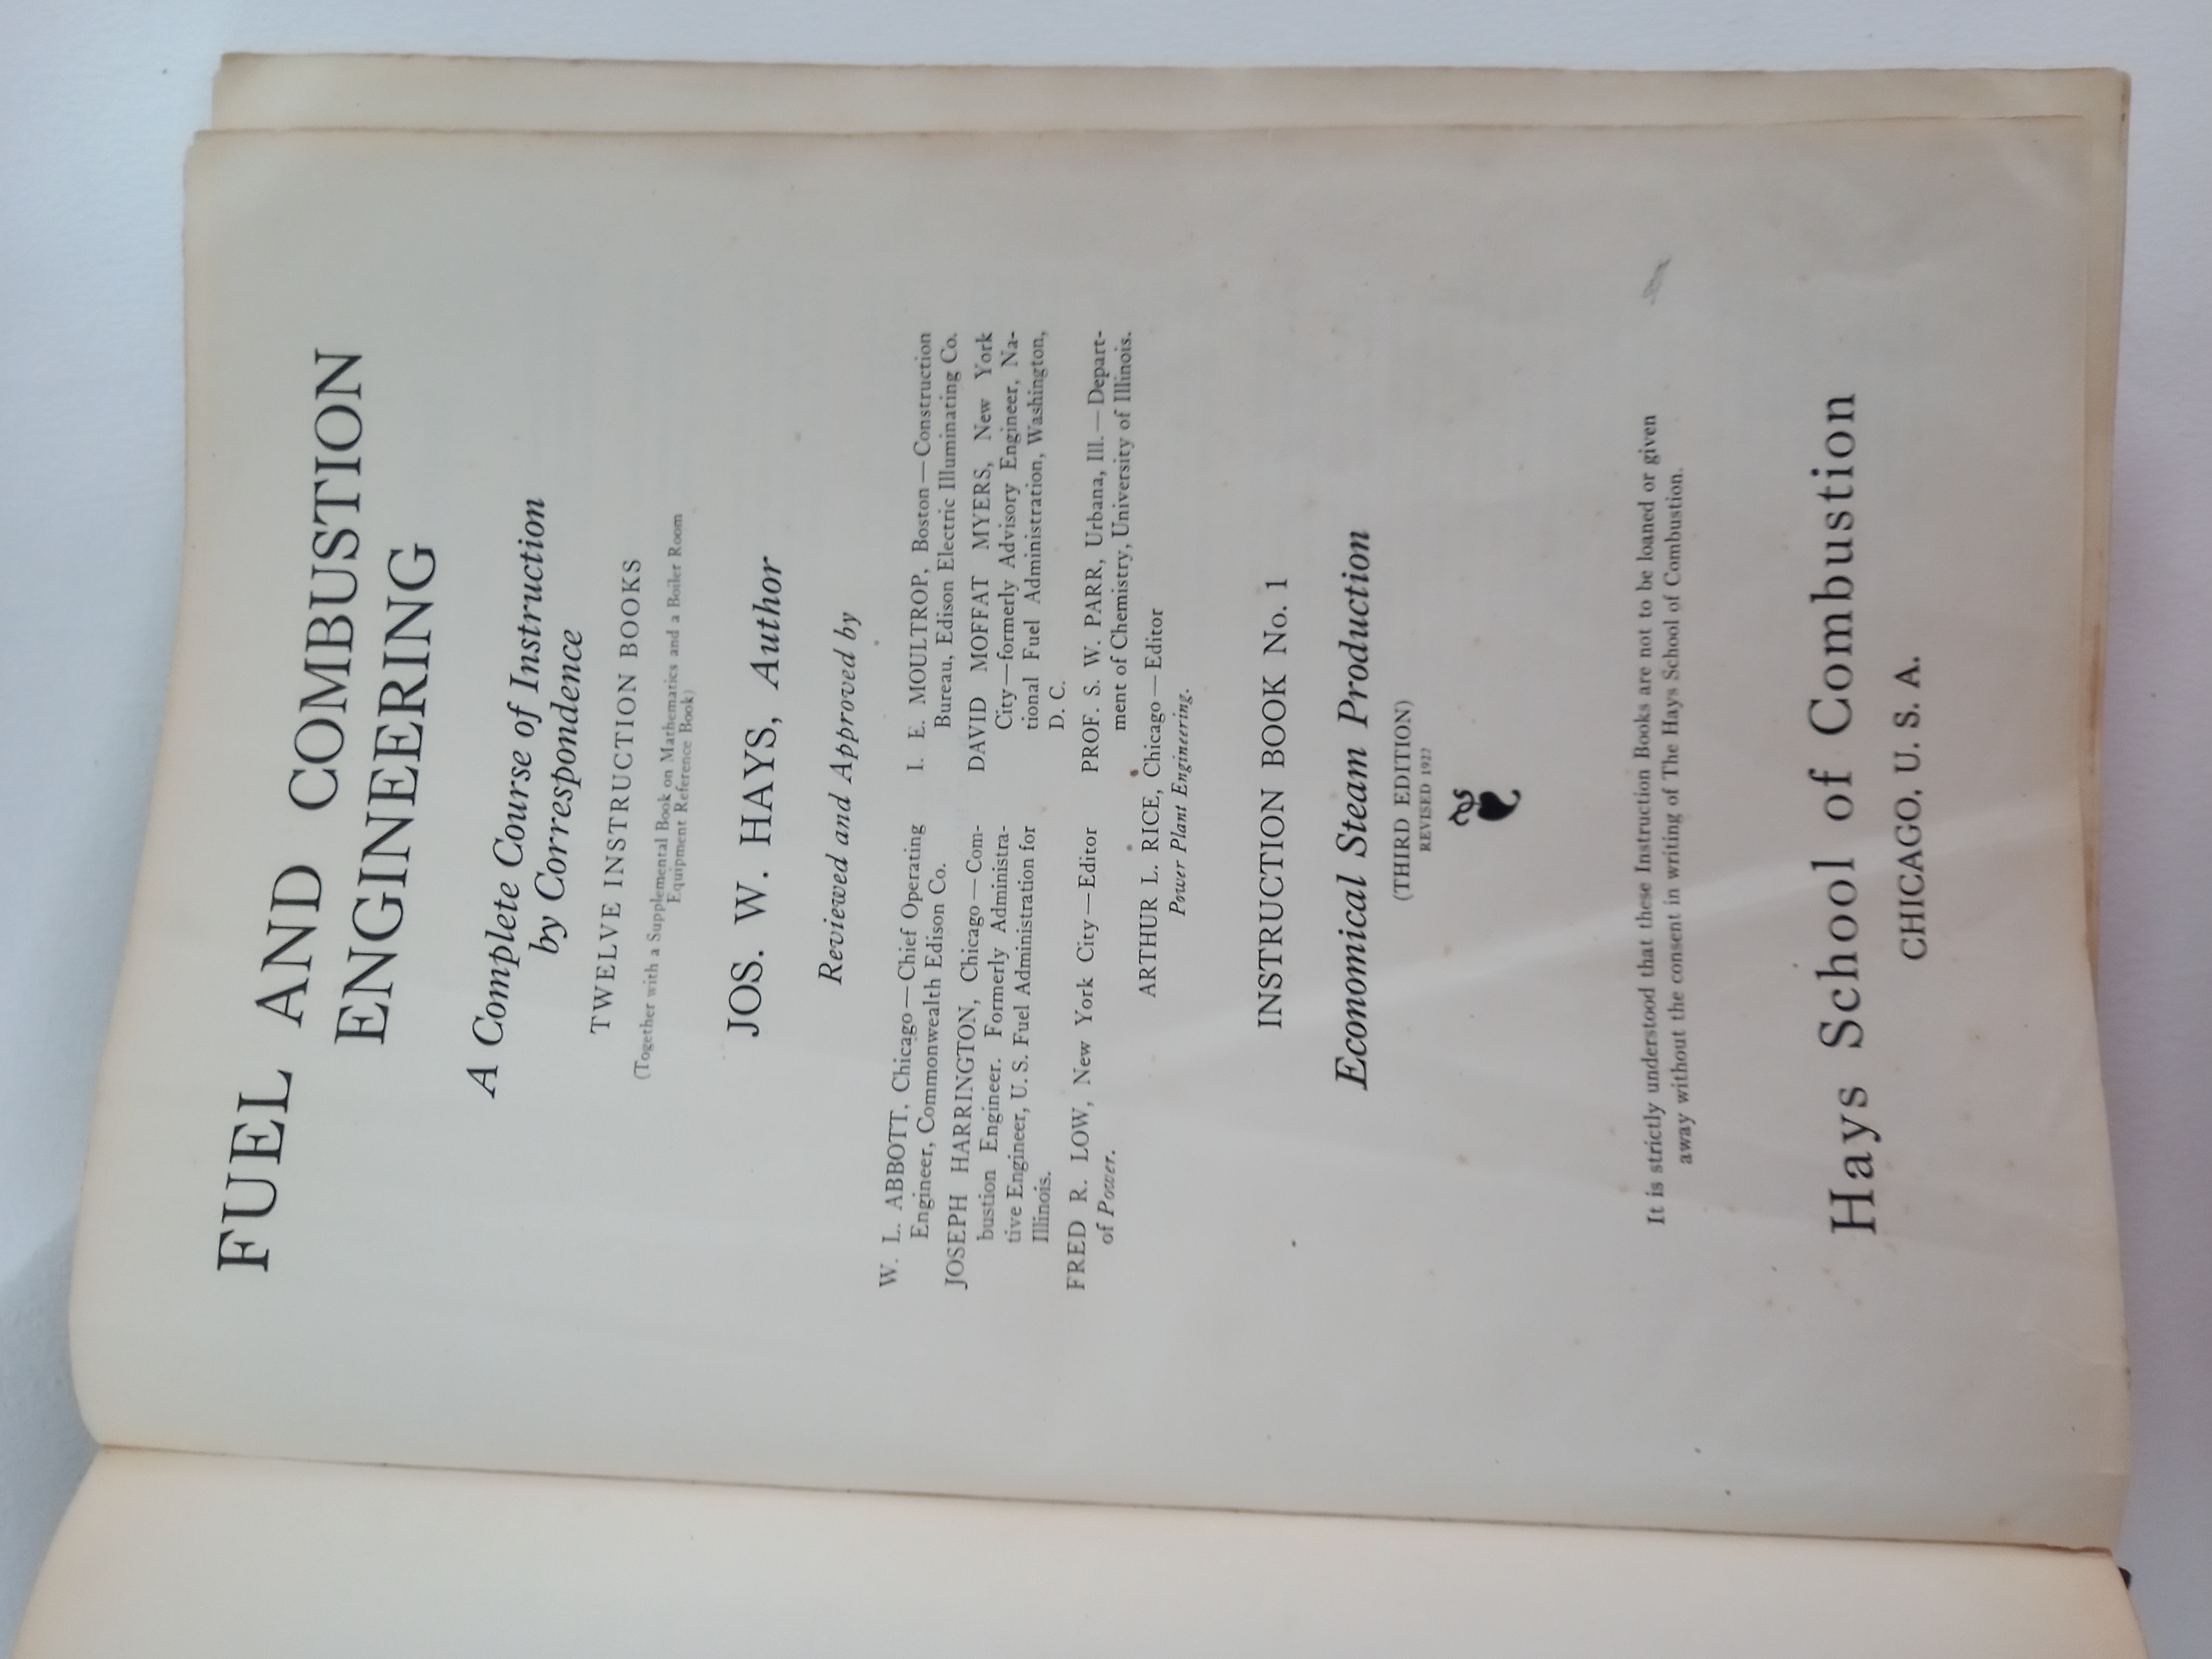 FUEL AND COMBUSTION
ENGINEERING
A Complete Course of Instruction
by Correspondence
TWELVE INSTRUCTION BOOKS
(Together with a Supplemental Book on Mathematics and a Boiler Room
Equipment Reference Book)
JOS. W. HAYS, Author
Reviewed and Approved by
W. L. ABBOTT, Chicago—Chief Operating
Engineer, Commonwealth Edison Co.
JOSEPH HARRINGTON, Chicago—Com-
bustion Engineer. Formerly Administra-
tive Engineer, U. S. Fuel Administration for
Illinois.
FRED R. LOW, New York City—Editor
of Power.
I. E. MOULTROP, Boston—Construction
Bureau, Edison Electric Illuminating Co.
DAVID MOFFAT MYERS, New York
City—formerly Advisory Engineer, Na-
tional Fuel Administration, Washington,
D. C.
PROF. S. W. PARR, Urbana, Ill.—Depart-
ment of Chemistry, University of Illinois.
ARTHUR L. RICE, Chicago—Editor
Power Plant Engineering.
INSTRUCTION BOOK No. 1
Economical Steam Production
(THIRD EDITION)
REVISED 1927
It is strictly understood that these Instruction Books are not to be loaned or given
away without the consent in writing of The Hays School of Combustion.
Hays School of Combustion
CHICAGO, U. S. A.